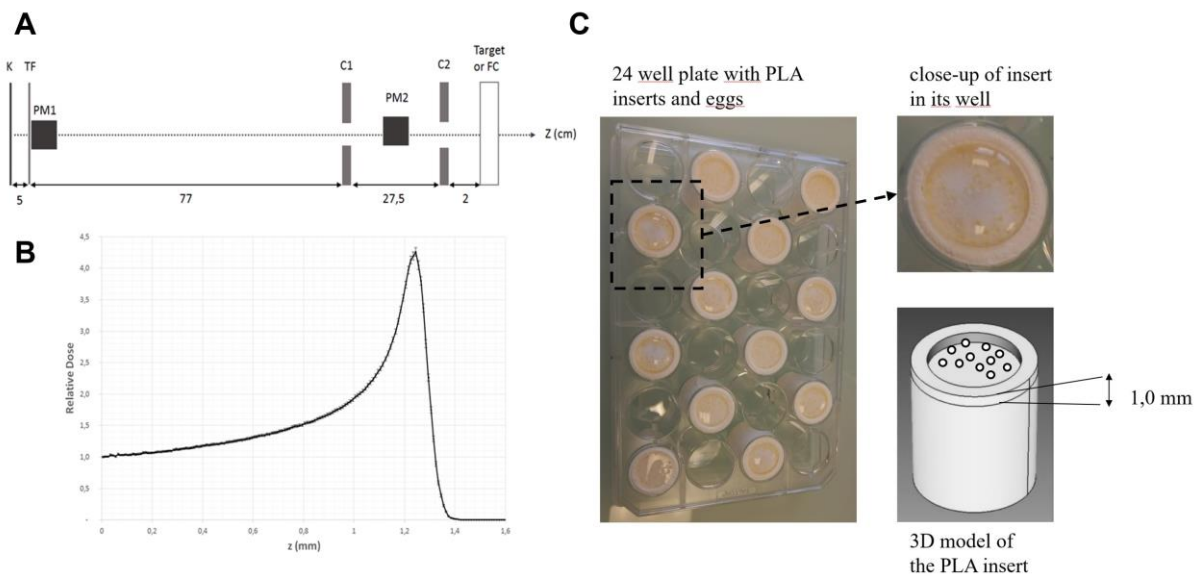 A
K
TF
PM1
C1
PM2
C2
Target
or FC
Z (cm)
5
77
27,5
2
B
4,5
4,0
3,5
3,0
2,5
2,0
1,5
1,0
0,5
-
Relative Dose
0
0,2
0,4
0,6
0,8
1
1,2
1,4
1,6
z (mm)
C
24 well plate with PLA
inserts and eggs
close-up of insert
in its well
1,0 mm
3D model of
the PLA insert